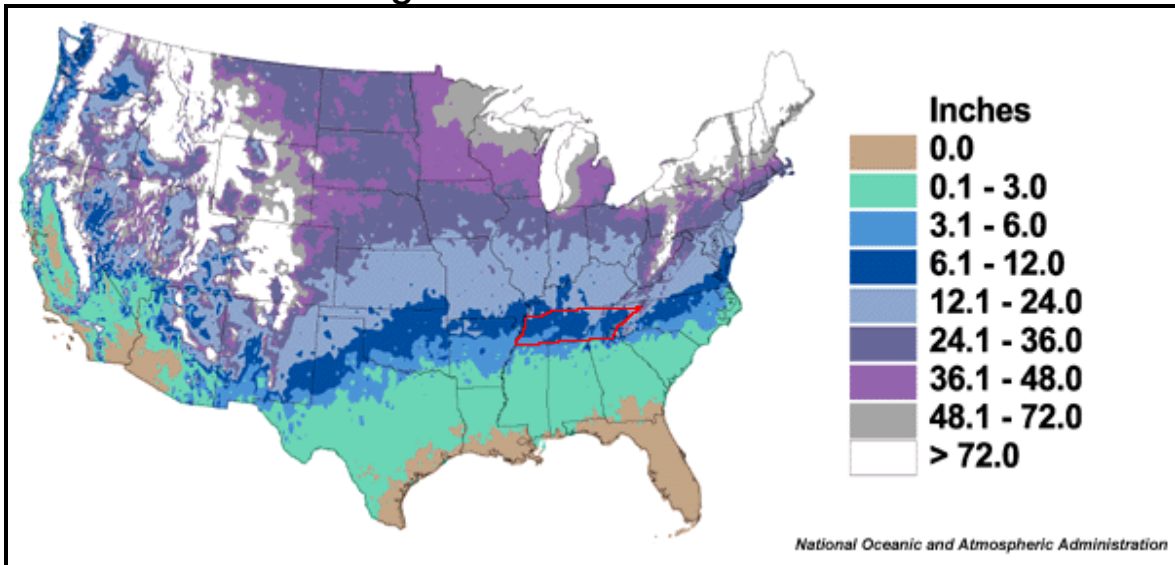 Inches
0.0
0.1 - 3.0
3.1 - 6.0
6.1 - 12.0
12.1 - 24.0
24.1 - 36.0
36.1 - 48.0
48.1 - 72.0
> 72.0
National Oceanic and Atmospheric Administration